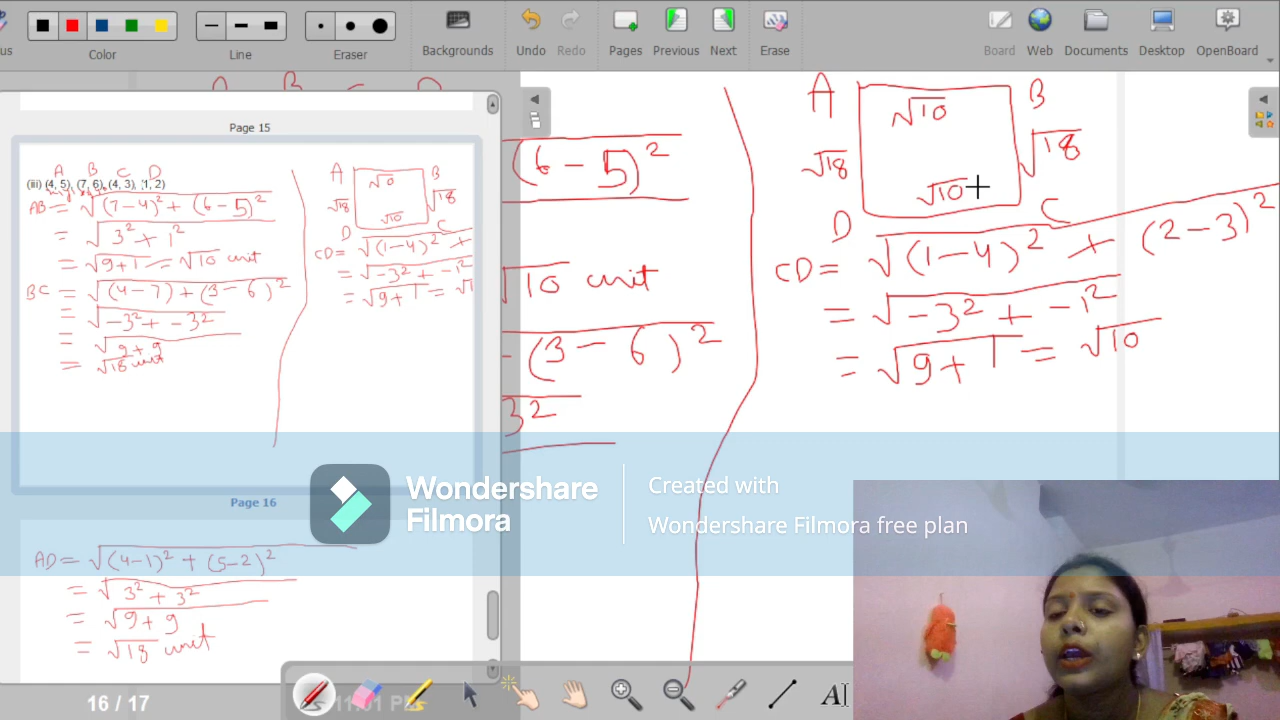 Color
Line
Eraser
Backgrounds
Undo
Redo
Pages
Previous
Next
Erase
Board
Web
Documents
Desktop
OpenBoard
Page 15
A B C D
(iii) (4, 5), (7, 6), (4, 3), (1, 2)
AB = √(7-4)² + (6-5)²
= √3² + 1²
= √9+1 = √10 unit
BC = √(4-7) + (3-6)²
= √-3² + -3²
= √9+9
= √18 unit
A √10 B
√18 √18
√10
D C
CD = √(1-4)² +
= √-3² + -1²
= √9+1 = √1
Page 16
AD = √(4-1)² + (5-2)²
= √3² + 3²
= √9+9
= √18 unit
16 / 17
(6-5)²
√10 unit
- (3-6)²
3²
A √10 B
√18 √18
√10
D C
CD = √(1-4)² + (2-3)²
= √-3² + -1²
= √9+1 = √10
Wondershare
Filmora
Created with
Wondershare Filmora free plan
11:01 PM
A